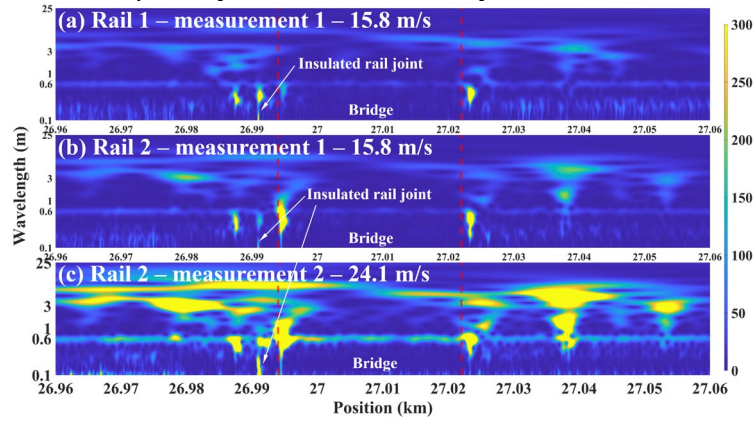 (a) Rail 1 – measurement 1 – 15.8 m/s
25
3
1
0.6
0.1
Insulated rail joint
Bridge
26.96 26.97 26.98 26.99 27 27.01 27.02 27.03 27.04 27.05 27.06
(b) Rail 2 – measurement 1 – 15.8 m/s
25
3
0.6
0.1
Insulated rail joint
Bridge
26.96 26.97 26.98 26.99 27 27.01 27.02 27.03 27.04 27.05 27.06
(c) Rail 2 – measurement 2 – 24.1 m/s
25
3
1
0.6
0.1
Bridge
26.96 26.97 26.98 26.99 27 27.01 27.02 27.03 27.04 27.05 27.06
Position (km)
Wavelength (m)
300
250
200
150
100
50
0